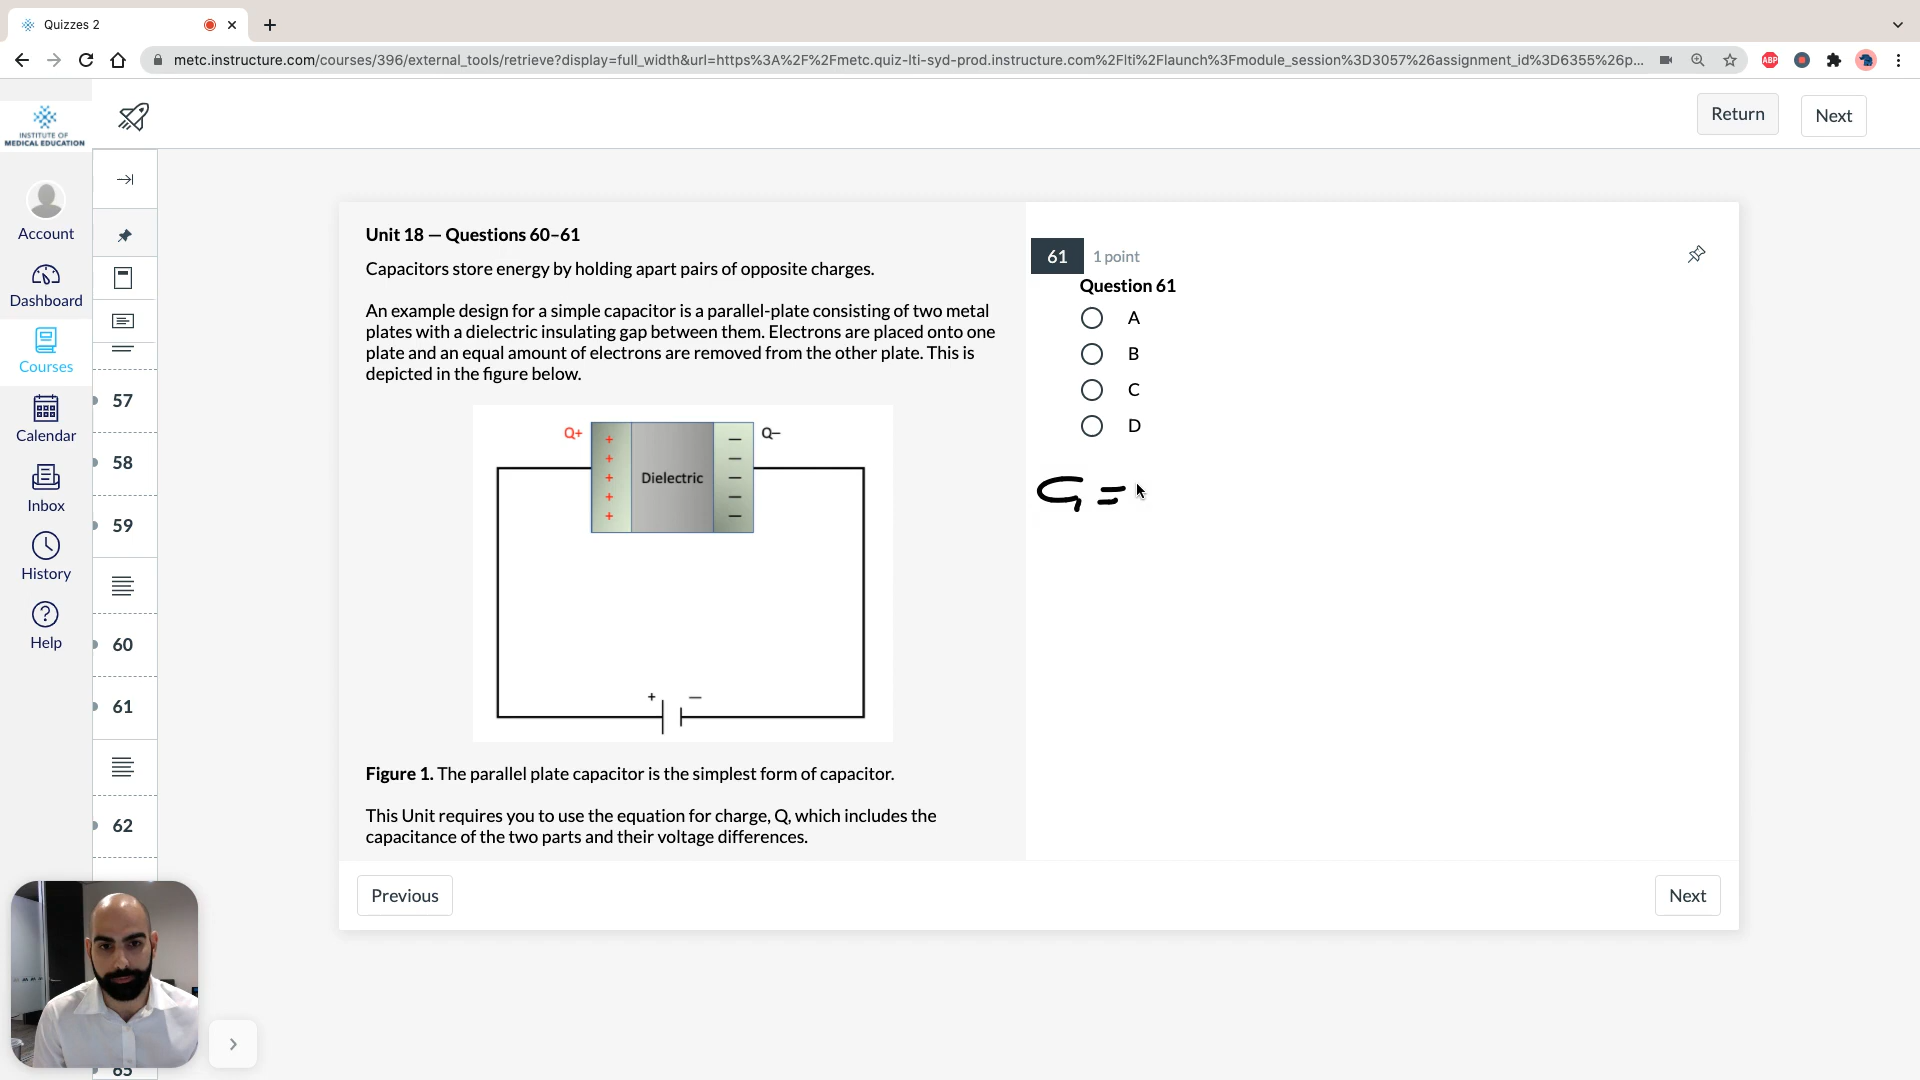 Quizzes 2
metc.instructure.com/courses/396/external_tools/retrieve?display=full_width&url=https%3A%2F%2Fmetc.quiz-lti-syd-prod.instructure.com%2Flti%2Flaunch%3Fmodule_session%3D3057%26assignment_id%3D6355%26p...
ABP
INSTITUTE OF
MEDICAL EDUCATION
Return
Next
Account
Dashboard
Courses
Calendar
Inbox
History
Help
57
58
59
60
61
62
65
Unit 18 — Questions 60–61
Capacitors store energy by holding apart pairs of opposite charges.
An example design for a simple capacitor is a parallel-plate consisting of two metal
plates with a dielectric insulating gap between them. Electrons are placed onto one
plate and an equal amount of electrons are removed from the other plate. This is
depicted in the figure below.
Q+
+
+
+
+
+
Dielectric
Q–
—
—
—
—
—
+ —
Figure 1. The parallel plate capacitor is the simplest form of capacitor.
This Unit requires you to use the equation for charge, Q, which includes the
capacitance of the two parts and their voltage differences.
61
1 point
Question 61
A
B
C
D
=
Previous
Next